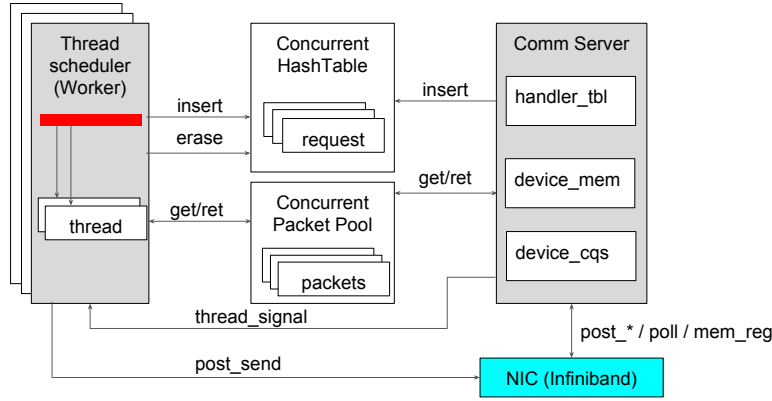 Thread
scheduler
(Worker)
thread
insert
erase
get/ret
Concurrent
HashTable
request
Concurrent
Packet Pool
packets
insert
get/ret
Comm Server
handler_tbl
device_mem
device_cqs
thread_signal
post_send
post_* / poll / mem_reg
NIC (Infiniband)